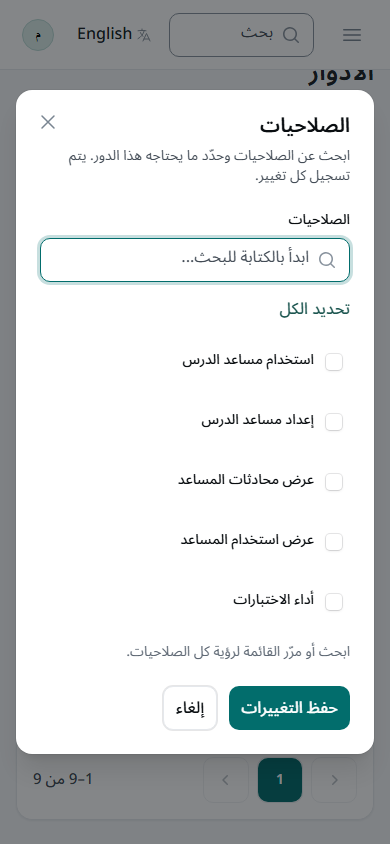 بحث
English
م
الأدوار
الصلاحيات
ابحث عن الصلاحيات وحدّد ما يحتاجه هذا الدور. يتم
تسجيل كل تغيير.
الصلاحيات
ابدأ بالكتابة للبحث...
تحديد الكل
استخدام مساعد الدرس
إعداد مساعد الدرس
عرض محادثات المساعد
عرض استخدام المساعد
أداء الاختبارات
ابحث أو مرّر القائمة لرؤية كل الصلاحيات.
حفظ التغييرات
إلغاء
1
1–9 من 9